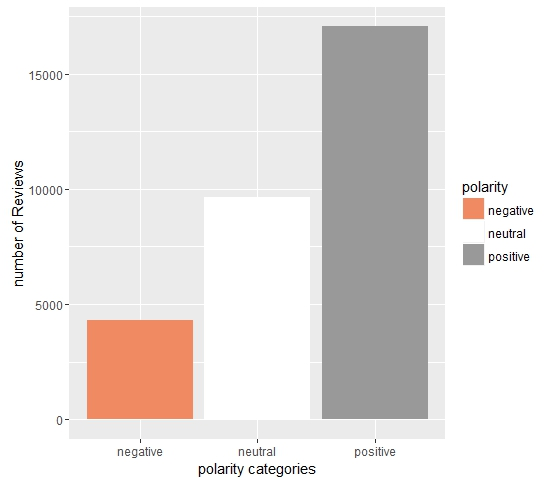 number of Reviews
15000
10000
5000
0
negative
neutral
positive
polarity categories
polarity
negative
neutral
positive